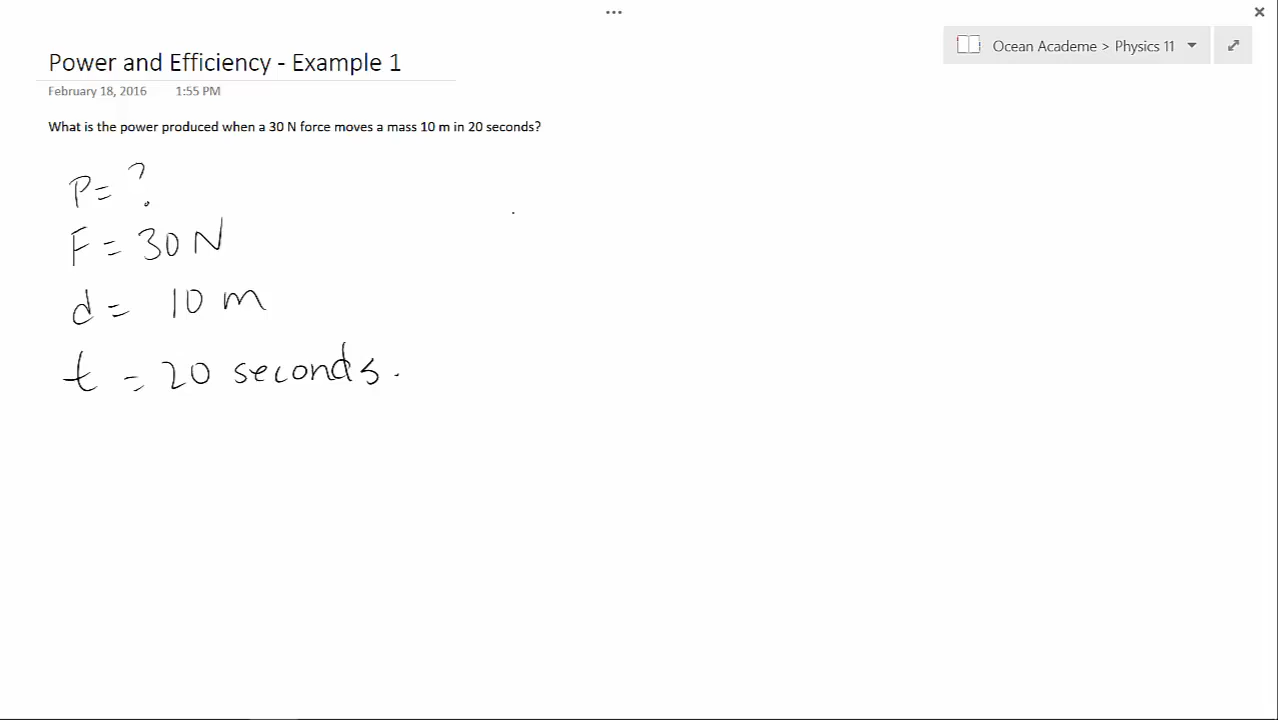 ...
Ocean Academe > Physics 11
Power and Efficiency - Example 1
February 18, 2016 1:55 PM
What is the power produced when a 30 N force moves a mass 10 m in 20 seconds?
P = ?
F = 30 N
d = 10 m
t = 20 seconds.